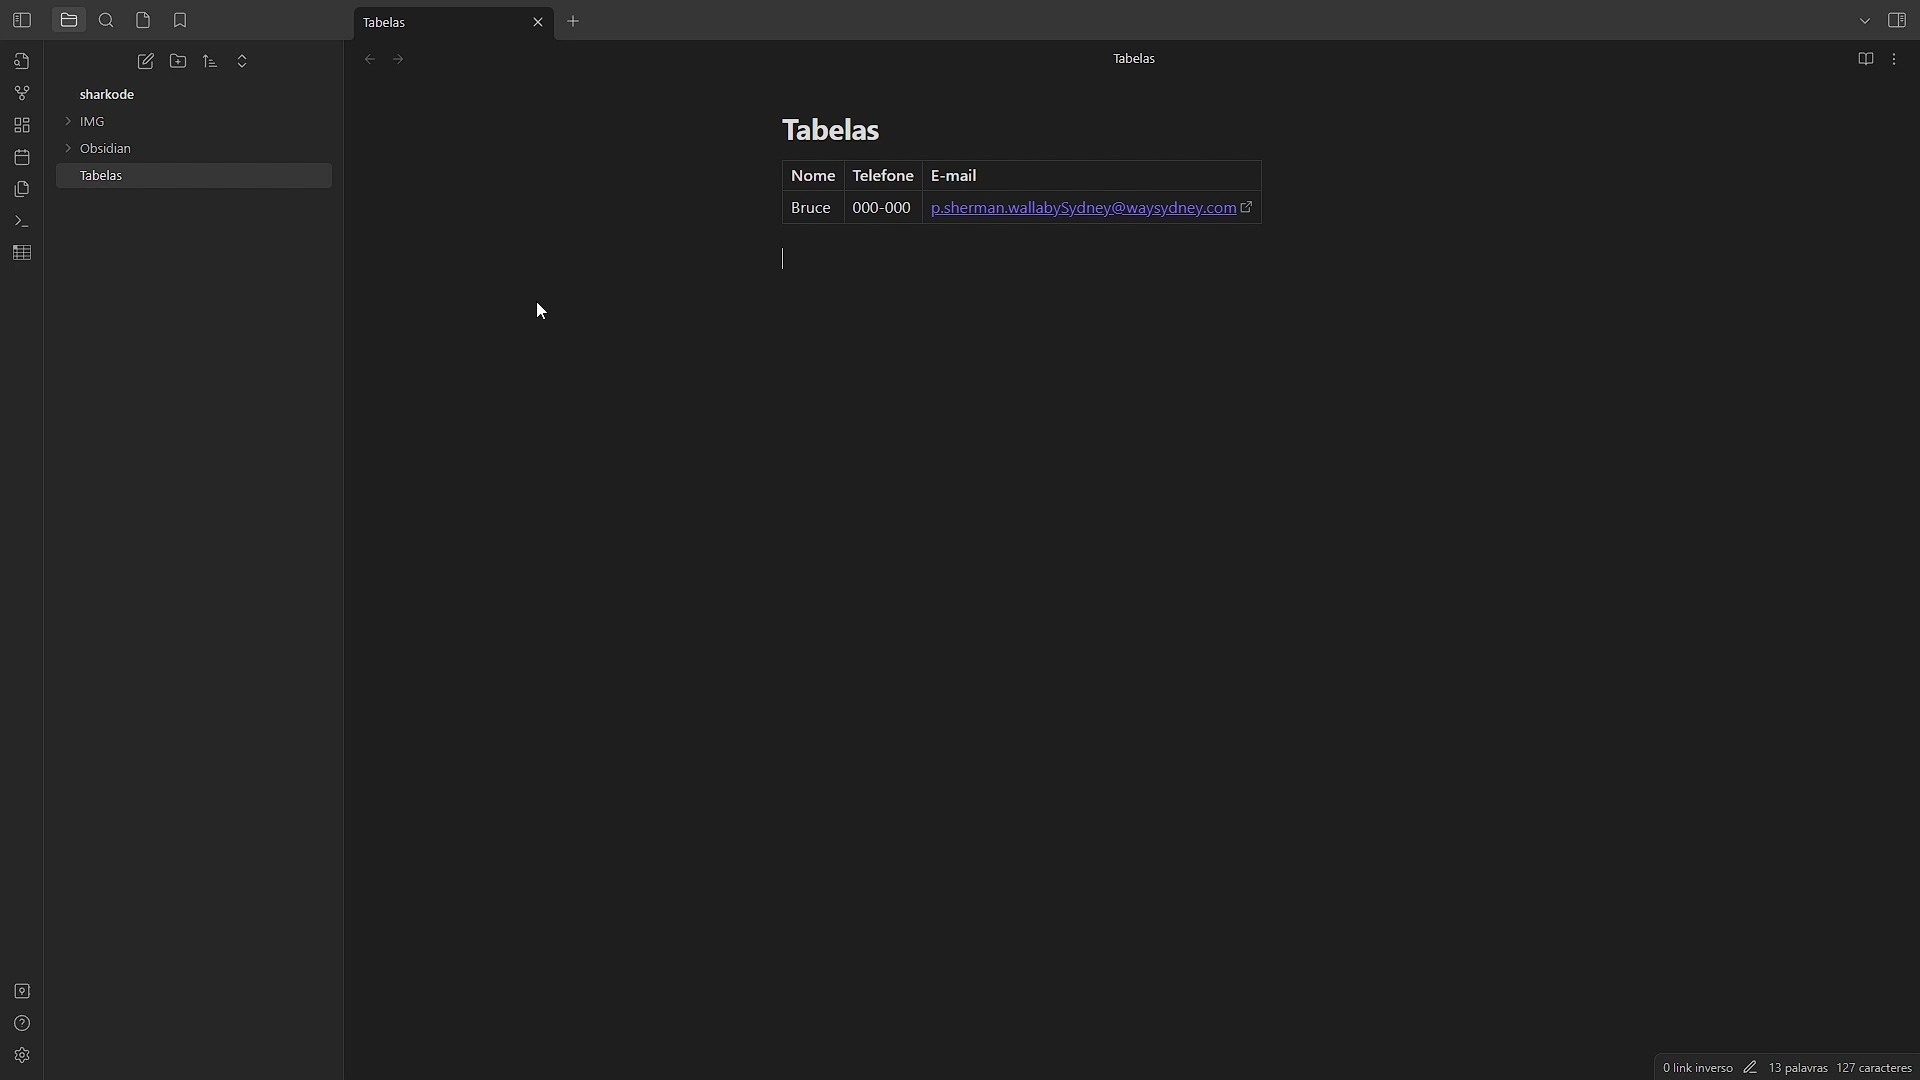 Tabelas
Tabelas
sharkode
IMG
Obsidian
Tabelas
Tabelas
Nome Telefone E-mail
Bruce 000-000 p.sherman.wallabySydney@waysydney.com
0 link inverso 13 palavras 127 caracteres